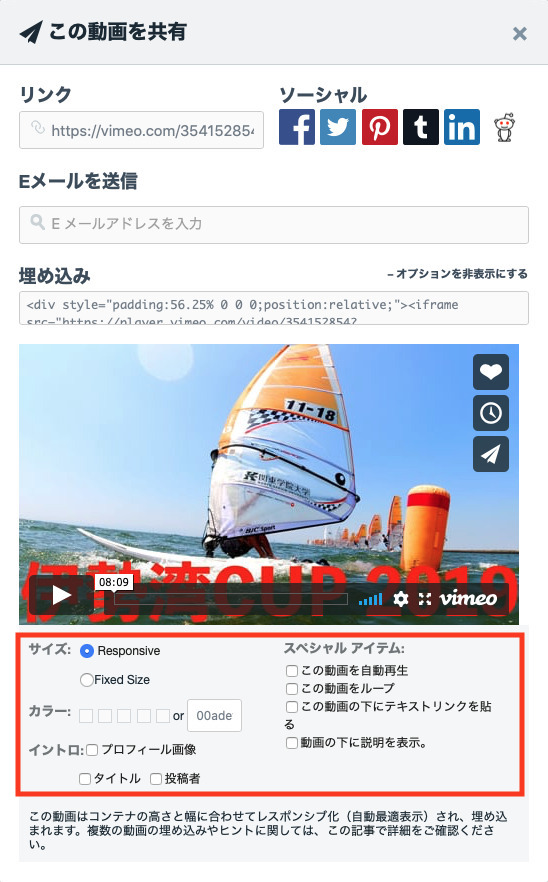 この動画を共有
×
リンク
ソーシャル
https://vimeo.com/354152854
Eメールを送信
E メールアドレスを入力
埋め込み
– オプションを非表示にする
<div style="padding:56.25% 0 0 0;position:relative;"><iframe
src="https://player.vimeo.com/video/354152854?
11-18
関東学院大学
NJC Sport
伊勢湾CUP 2019
08:09
vimeo
サイズ:
Responsive
Fixed Size
カラー:
or
00ade
イントロ:
プロフィール画像
タイトル
投稿者
スペシャル アイテム:
この動画を自動再生
この動画をループ
この動画の下にテキストリンクを貼
る
動画の下に説明を表示。
この動画はコンテナの高さと幅に合わせてレスポンシブ化（自動最適表示）され、埋め込
まれます。複数の動画の埋め込みやヒントに関しては、この記事で詳細をご確認くださ
い。